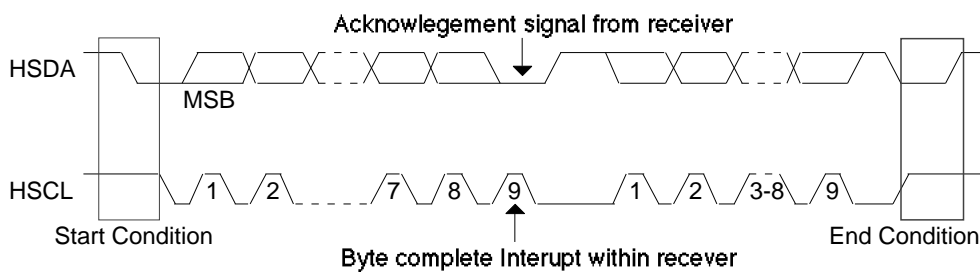 Acknowlegement signal from receiver
HSDA
MSB
HSCL
1 2 7 8 9 1 2 3-8 9
Start Condition
End Condition
Byte complete Interupt within recever